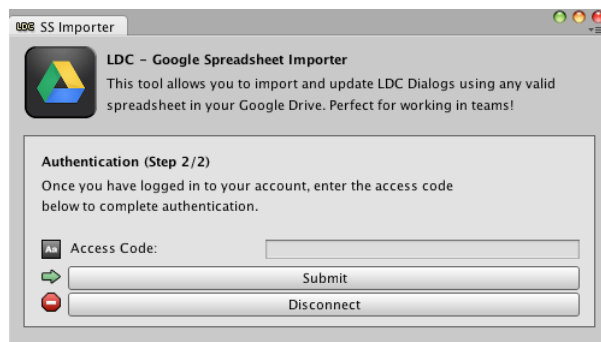 LDC SS Importer
LDC – Google Spreadsheet Importer
This tool allows you to import and update LDC Dialogs using any valid
spreadsheet in your Google Drive. Perfect for working in teams!
Authentication (Step 2/2)
Once you have logged in to your account, enter the access code
below to complete authentication.
Aa Access Code:
Submit
Disconnect